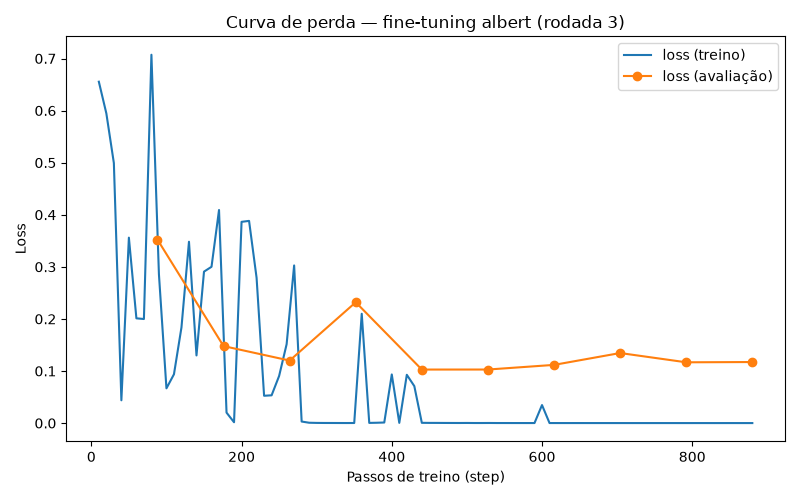 Curva de perda — fine-tuning albert (rodada 3)
loss (treino)
loss (avaliação)
Loss
0.7
0.6
0.5
0.4
0.3
0.2
0.1
0.0
0
200
400
600
800
Passos de treino (step)